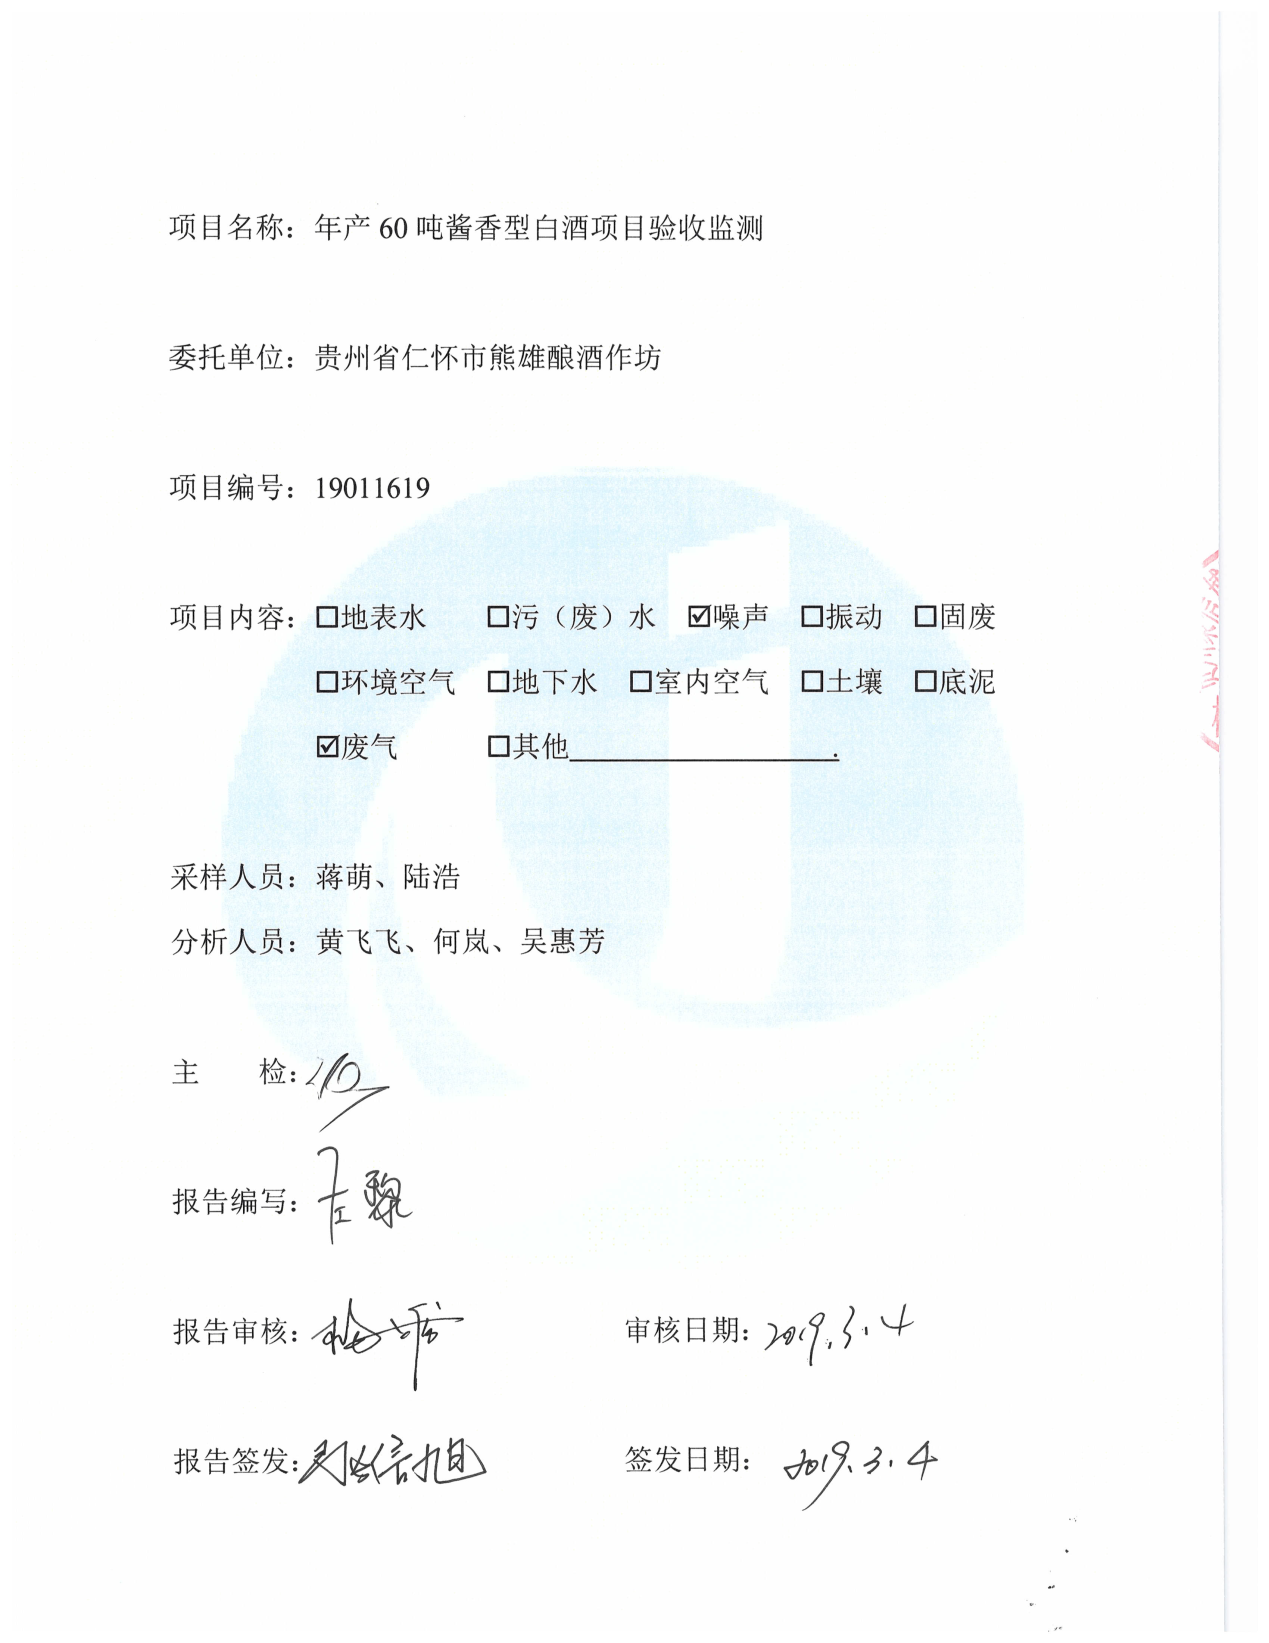 项目名称：年产 60 吨酱香型白酒项目验收监测
委托单位：贵州省仁怀市熊雄酿酒作坊
项目编号：19011619
项目内容：☐地表水 ☐污（废）水 ☑噪声 ☐振动 ☐固废
☐环境空气 ☐地下水 ☐室内空气 ☐土壤 ☐底泥
☑废气 ☐其他 .
采样人员：蒋萌、陆浩
分析人员：黄飞飞、何岚、吴惠芳
主 检：
报告编写：
报告审核： 审核日期：2019.3.4
报告签发： 签发日期：2019.3.4